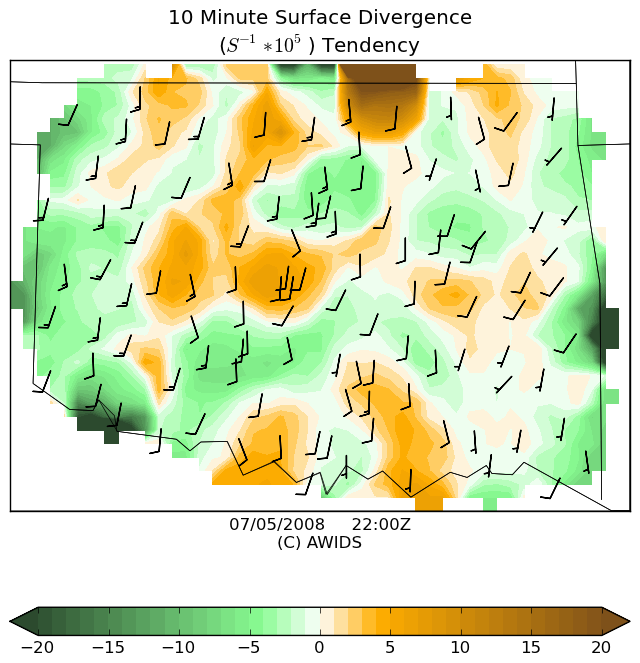 10 Minute Surface Divergence
(S⁻¹ ∗ 10⁵ ) Tendency
07/05/2008 22:00Z
(C) AWIDS
−20 −15 −10 −5 0 5 10 15 20